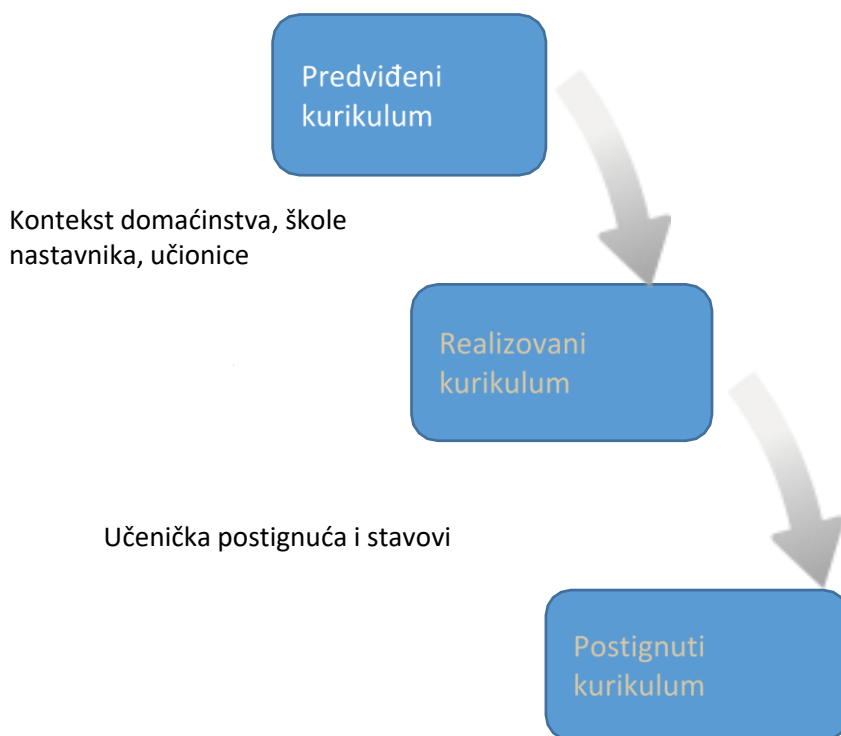 Predviđeni
kurikulum
Kontekst domaćinstva, škole
nastavnika, učionice
Realizovani
kurikulum
Učenička postignuća i stavovi
Postignuti
kurikulum